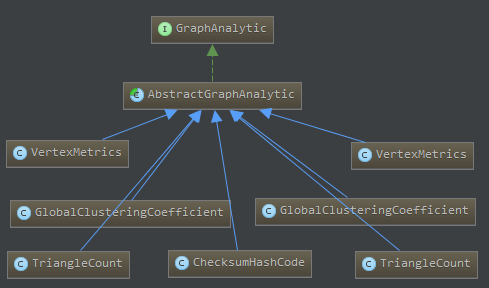 I GraphAnalytic
C AbstractGraphAnalytic
C VertexMetrics
C VertexMetrics
C GlobalClusteringCoefficient
C GlobalClusteringCoefficient
C TriangleCount
C ChecksumHashCode
C TriangleCount